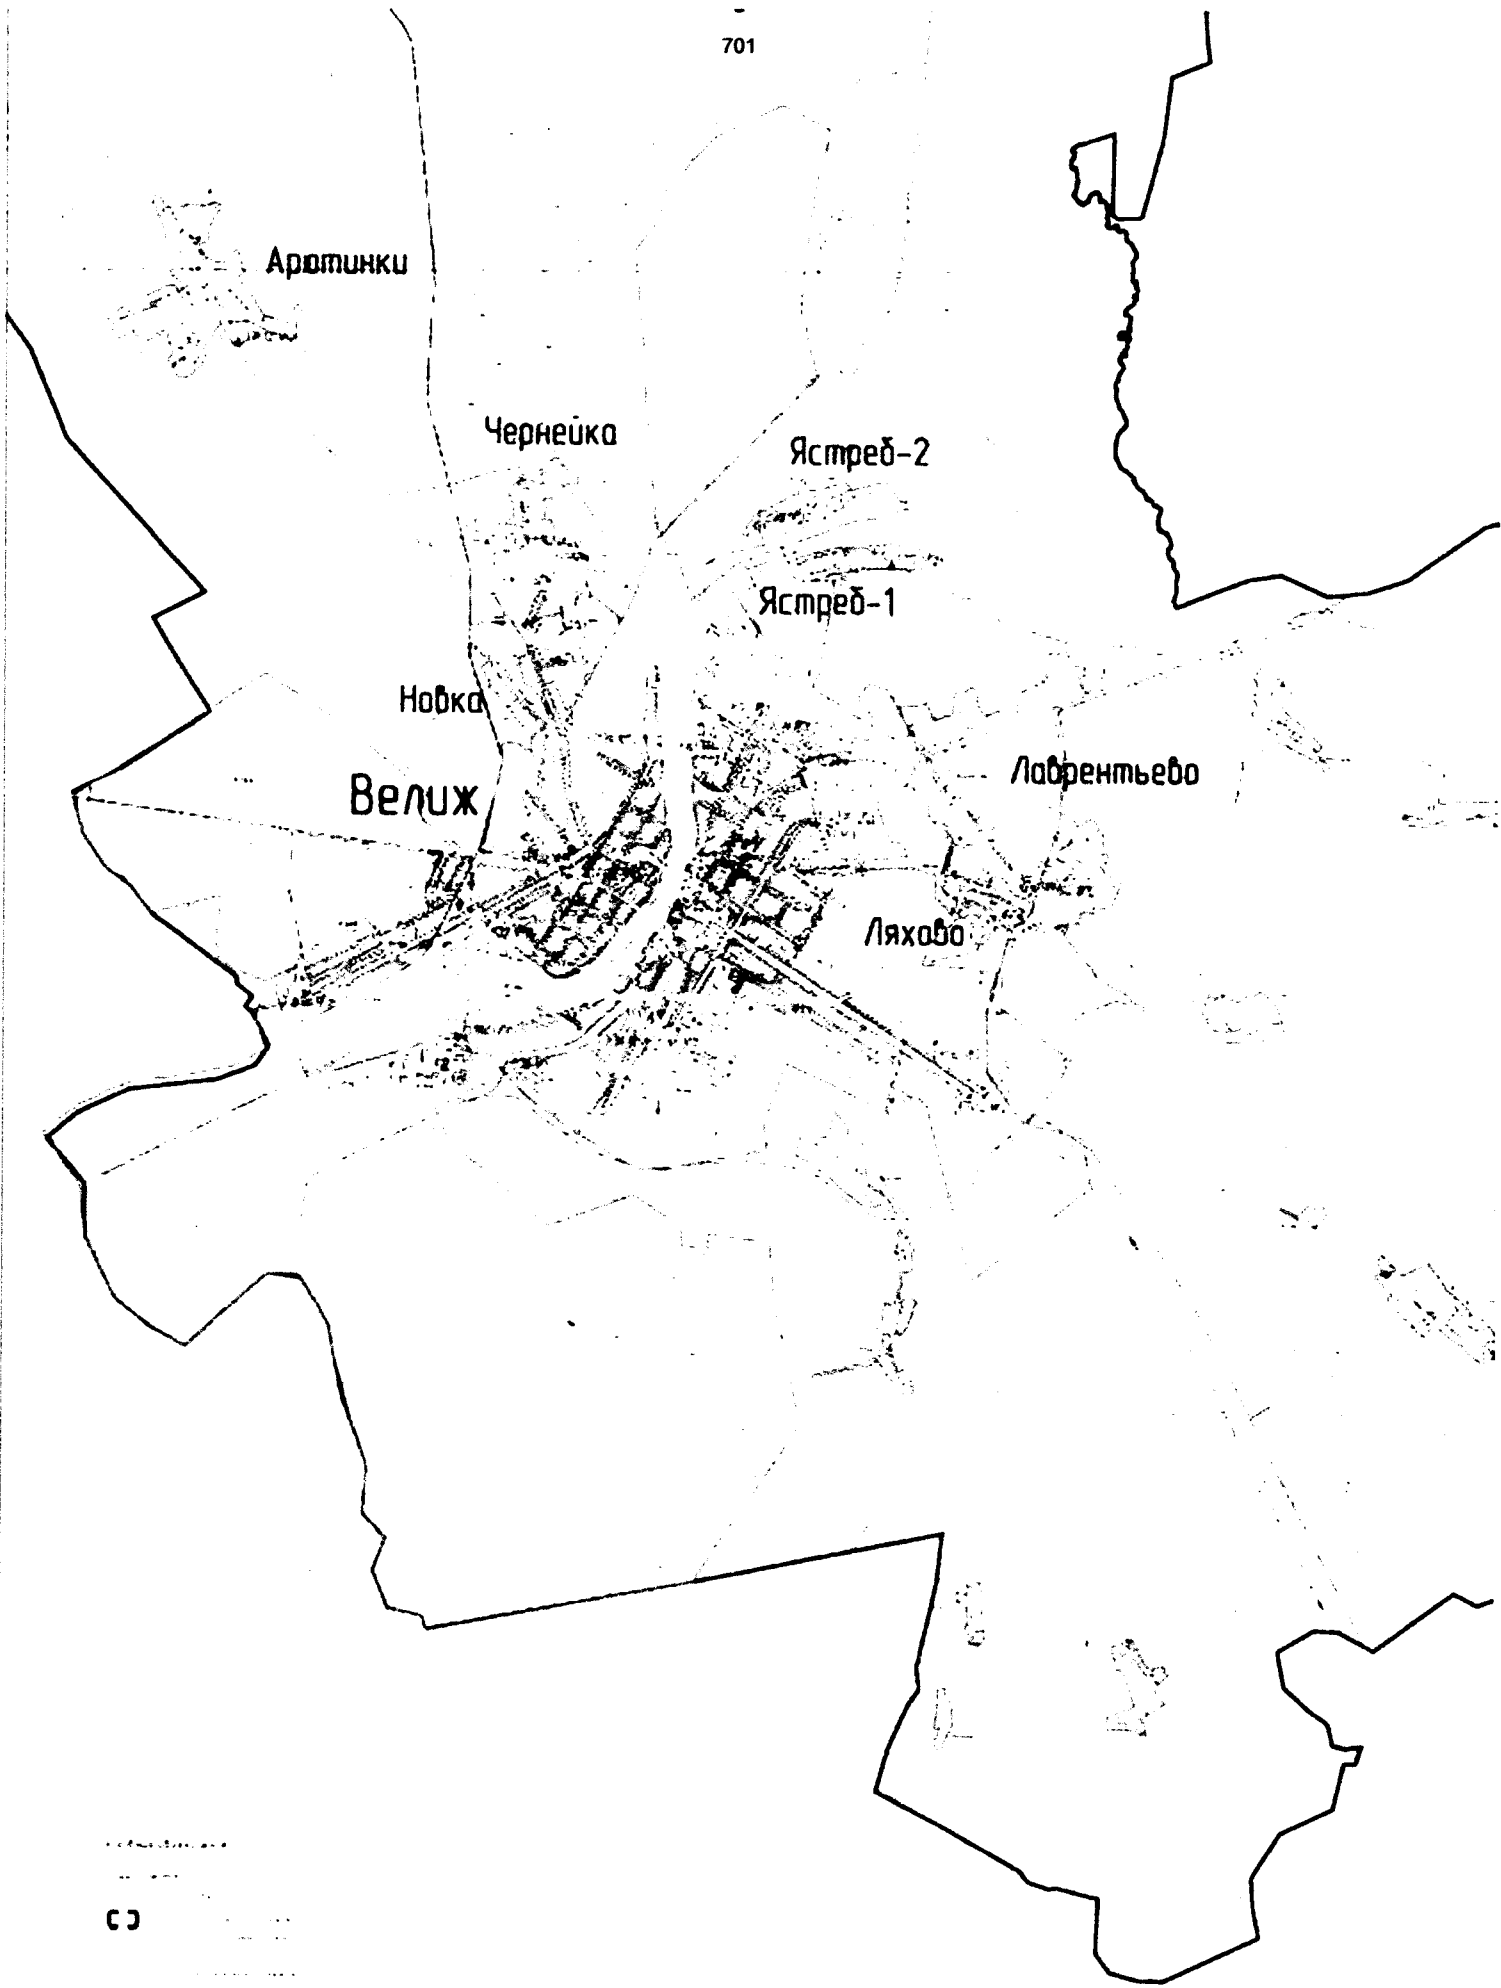 701
Арютинки
Чернейка
Ястреб-2
Ястреб-1
Новка
Лаврентьево
Велиж
Ляхово